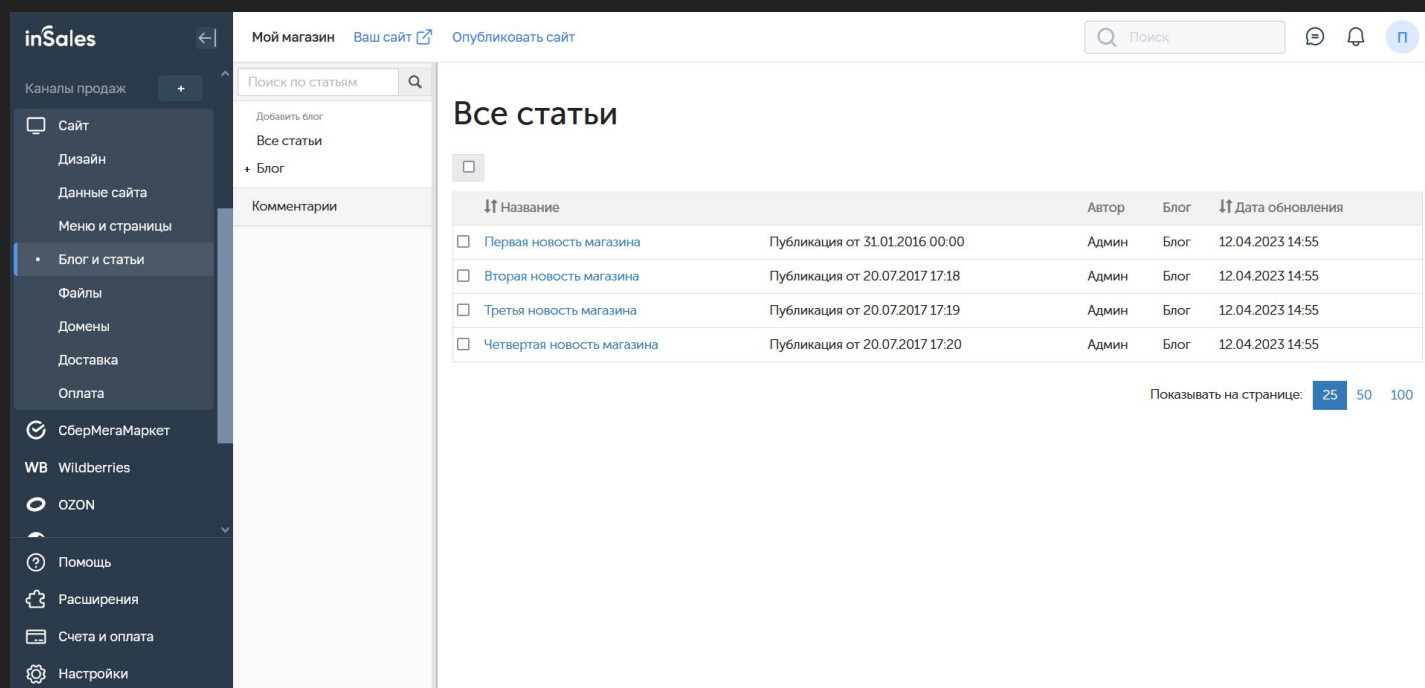 inSales
Мой магазин Ваш сайт Опубликовать сайт Поиск П
Каналы продаж +
Сайт
Дизайн
Данные сайта
Меню и страницы
Блог и статьи
Файлы
Домены
Доставка
Оплата
СберМегаМаркет
WB Wildberries
OZON
Помощь
Расширения
Счета и оплата
Настройки
Поиск по статьям
Добавить блог
Все статьи
+ Блог
Комментарии
Все статьи
Название Автор Блог Дата обновления
Первая новость магазина Публикация от 31.01.2016 00:00 Админ Блог 12.04.2023 14:55
Вторая новость магазина Публикация от 20.07.2017 17:18 Админ Блог 12.04.2023 14:55
Третья новость магазина Публикация от 20.07.2017 17:19 Админ Блог 12.04.2023 14:55
Четвертая новость магазина Публикация от 20.07.2017 17:20 Админ Блог 12.04.2023 14:55
Показывать на странице: 25 50 100